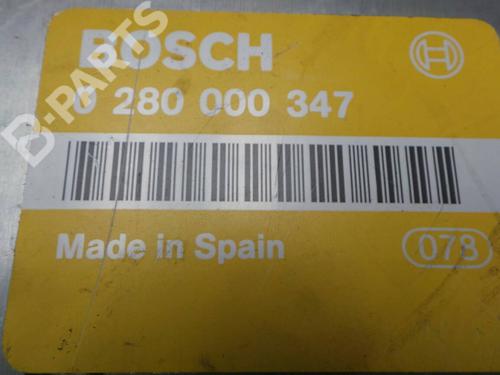 BOSCH
0 280 000 347
Made in Spain
078
B-PARTS